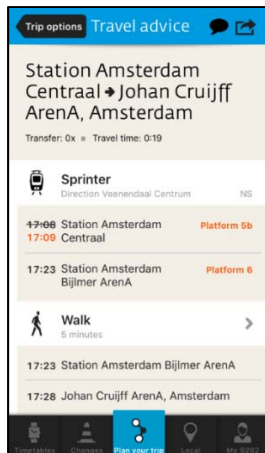 Trip options Travel advice
Station Amsterdam
Centraal → Johan Cruijff
ArenA, Amsterdam
Transfer: 0x = Travel time: 0:19
Sprinter
Direction Veenendaal Centrum NS
17:08 Station Amsterdam Platform 5b
17:09 Centraal
17:23 Station Amsterdam Platform 6
Bijlmer ArenA
Walk
5 minutes
17:23 Station Amsterdam Bijlmer ArenA
17:28 Johan Cruijff ArenA, Amsterdam
Timetables Changes Plan your trip Local My 9292